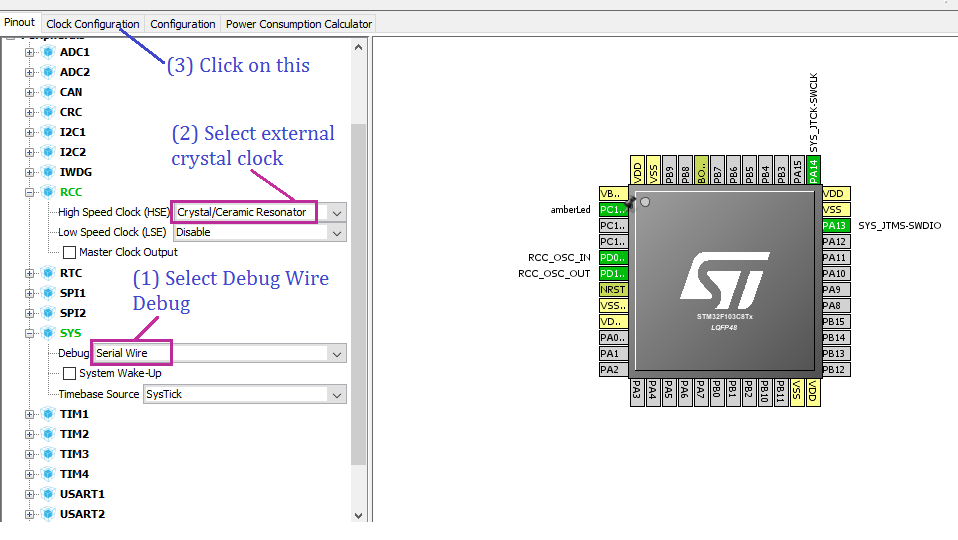 Pinout
Clock Configuration
Configuration
Power Consumption Calculator
(3) Click on this
ADC1
ADC2
CAN
CRC
I2C1
I2C2
IWDG
RCC
(2) Select external
crystal clock
High Speed Clock (HSE) Crystal/Ceramic Resonator
Low Speed Clock (LSE) Disable
Master Clock Output
RTC
SPI1
SPI2
SYS
(1) Select Debug Wire
Debug
Debug Serial Wire
System Wake-Up
Timebase Source SysTick
TIM1
TIM2
TIM3
TIM4
USART1
USART2
SYS_JTCK-SWCLK
VDD
VSS
PB9
PB8
BO..
PB7
PB6
PB5
PB4
PB3
PA15
PA14
VB..
amberLed PC1..
PC1..
PC1..
RCC_OSC_IN PD0..
RCC_OSC_OUT PD1..
NRST
VSS..
VD..
PA0..
PA1
PA2
STM32F103C8Tx
LQFP48
VDD
VSS
PA13 SYS_JTMS-SWDIO
PA12
PA11
PA10
PA9
PA8
PB15
PB14
PB13
PB12
PA3
PA4
PA5
PA6
PA7
PB0
PB1
PB2
PB10
PB11
VSS
VDD